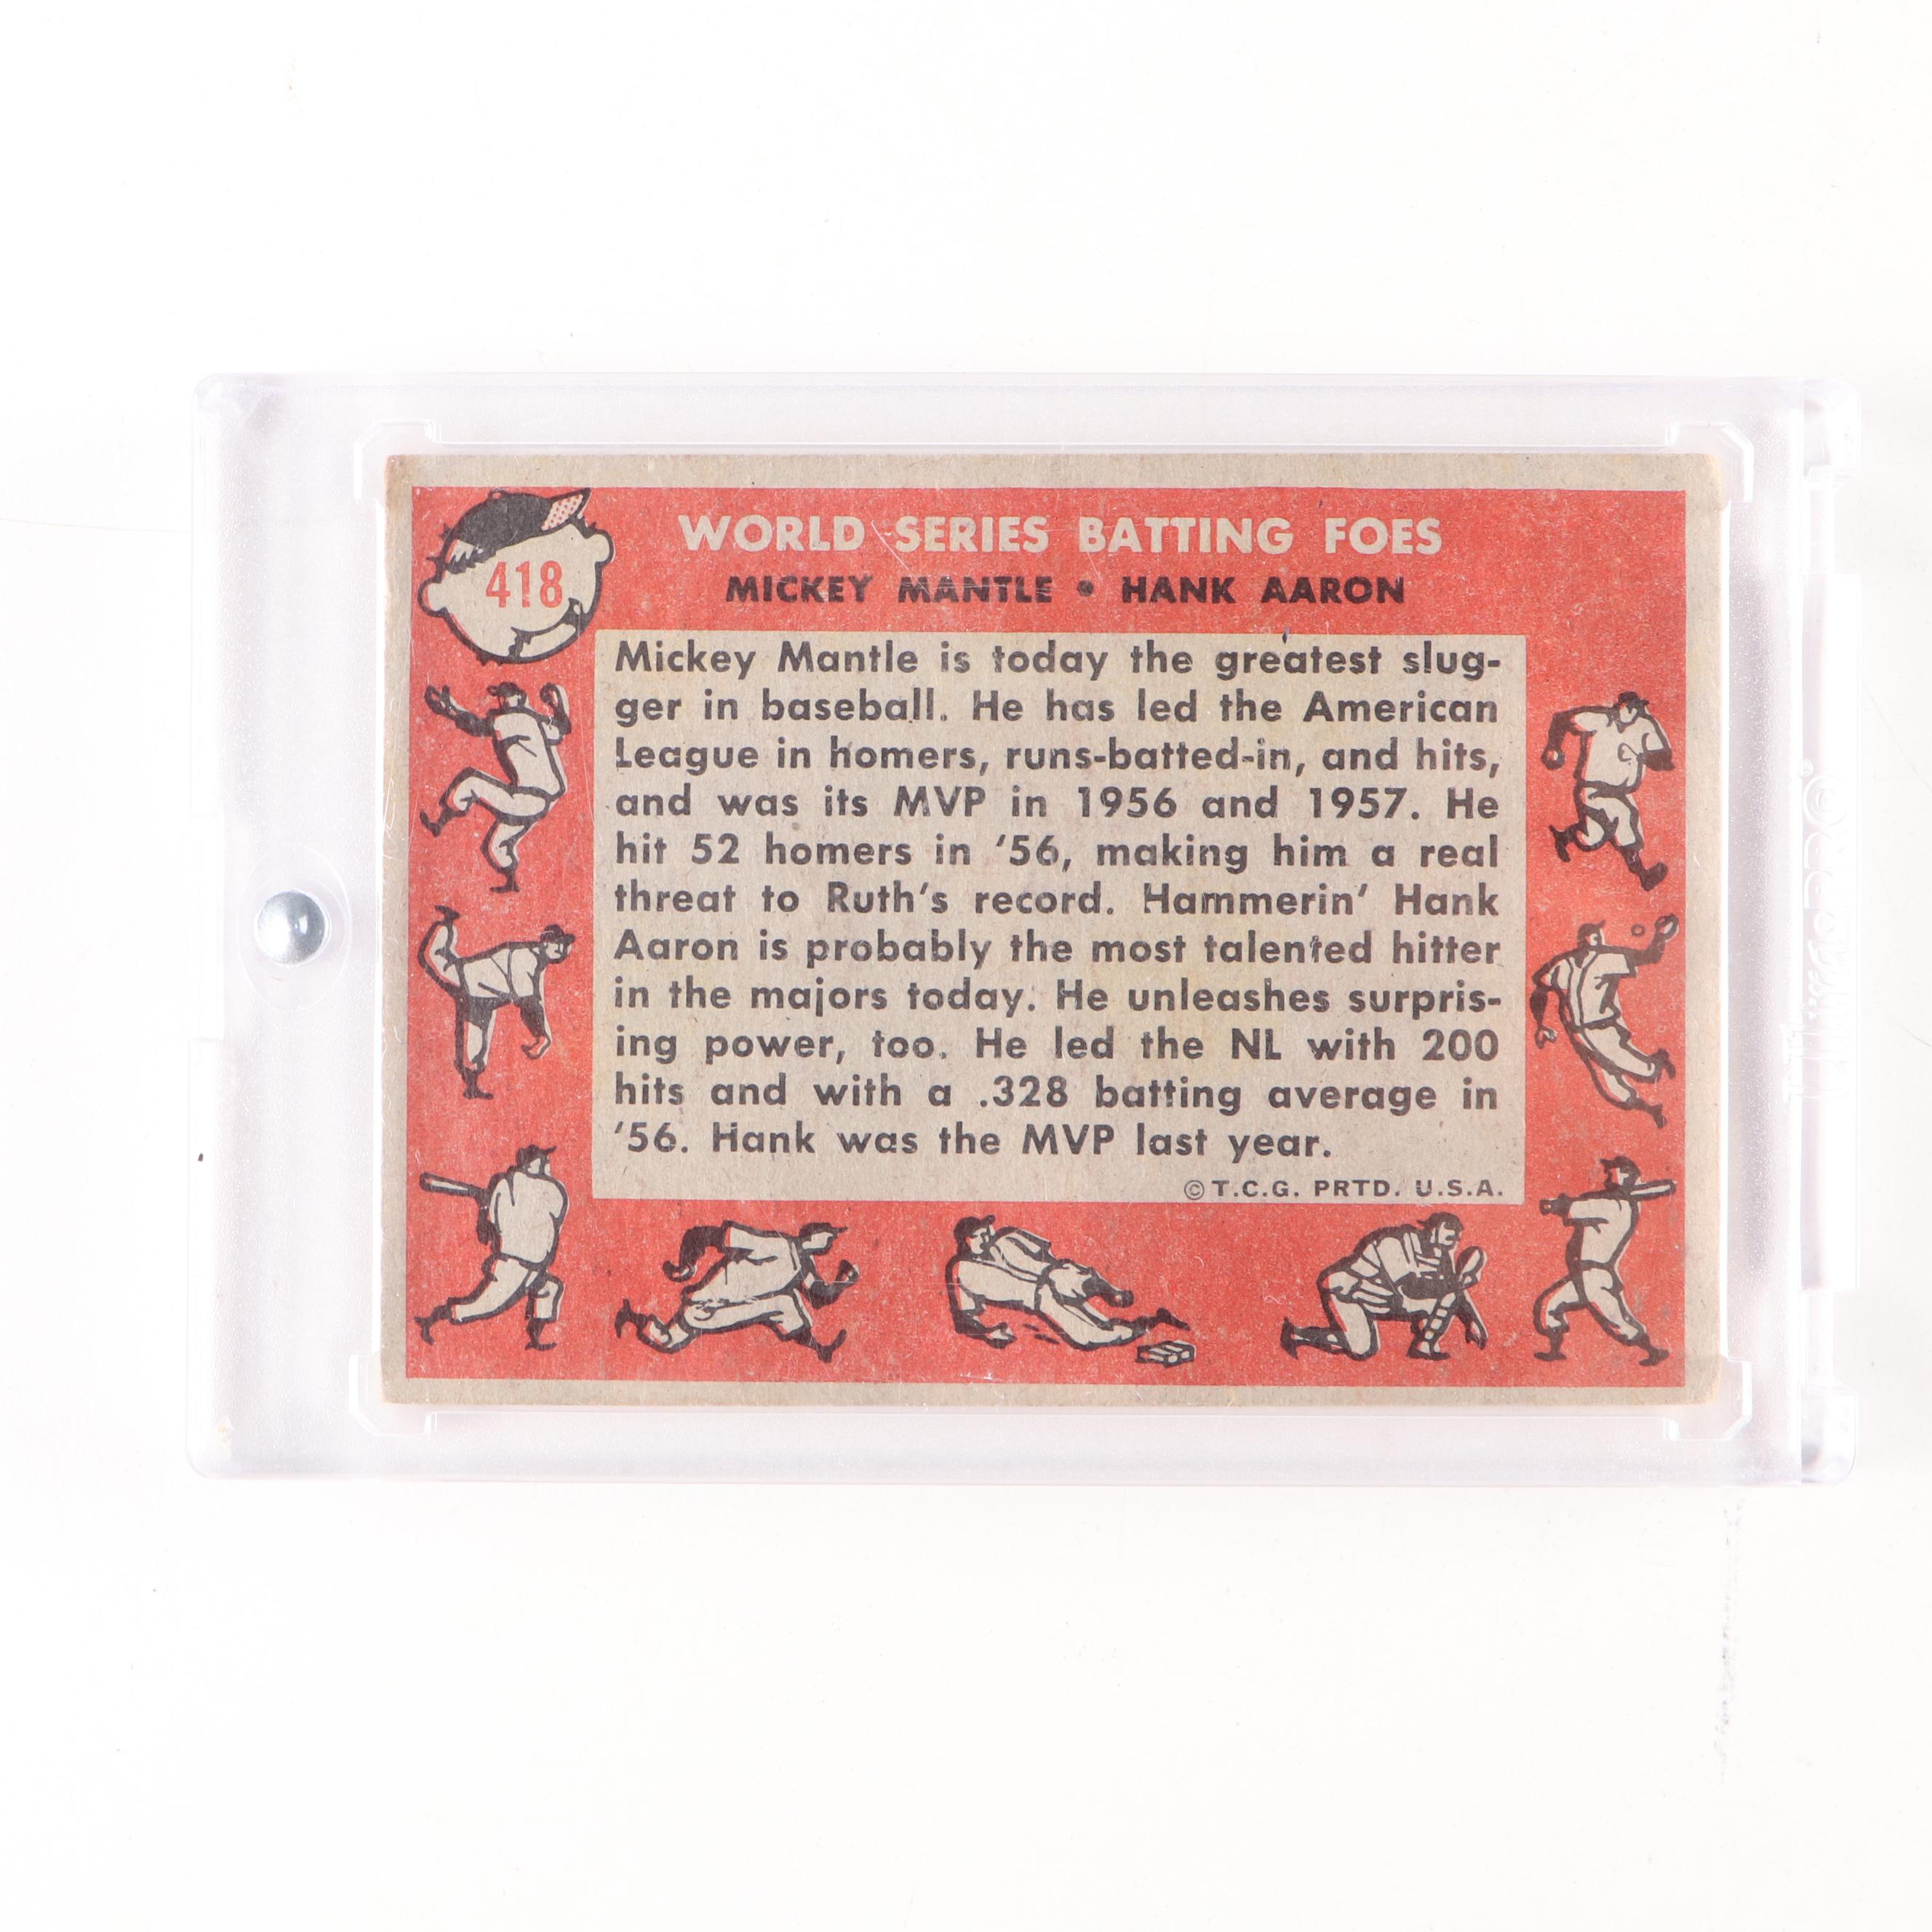 WORLD SERIES BATTING FOES
418
MICKEY MANTLE • HANK AARON
Mickey Mantle is today the greatest slug-
ger in baseball. He has led the American
League in homers, runs-batted-in, and hits,
and was its MVP in 1956 and 1957. He
hit 52 homers in '56, making him a real
threat to Ruth's record. Hammerin' Hank
Aaron is probably the most talented hitter
in the majors today. He unleashes surpris-
ing power, too. He led the NL with 200
hits and with a .328 batting average in
'56. Hank was the MVP last year.
© T.C.G. PRTD. U.S.A.